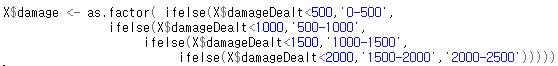 X$damage <- as.factor( ifelse(X$damageDealt<500,'0-500',
ifelse(X$damageDealt<1000,'500-1000',
ifelse(X$damageDealt<1500,'1000-1500',
ifelse(X$damageDealt<2000,'1500-2000','2000-2500')))))